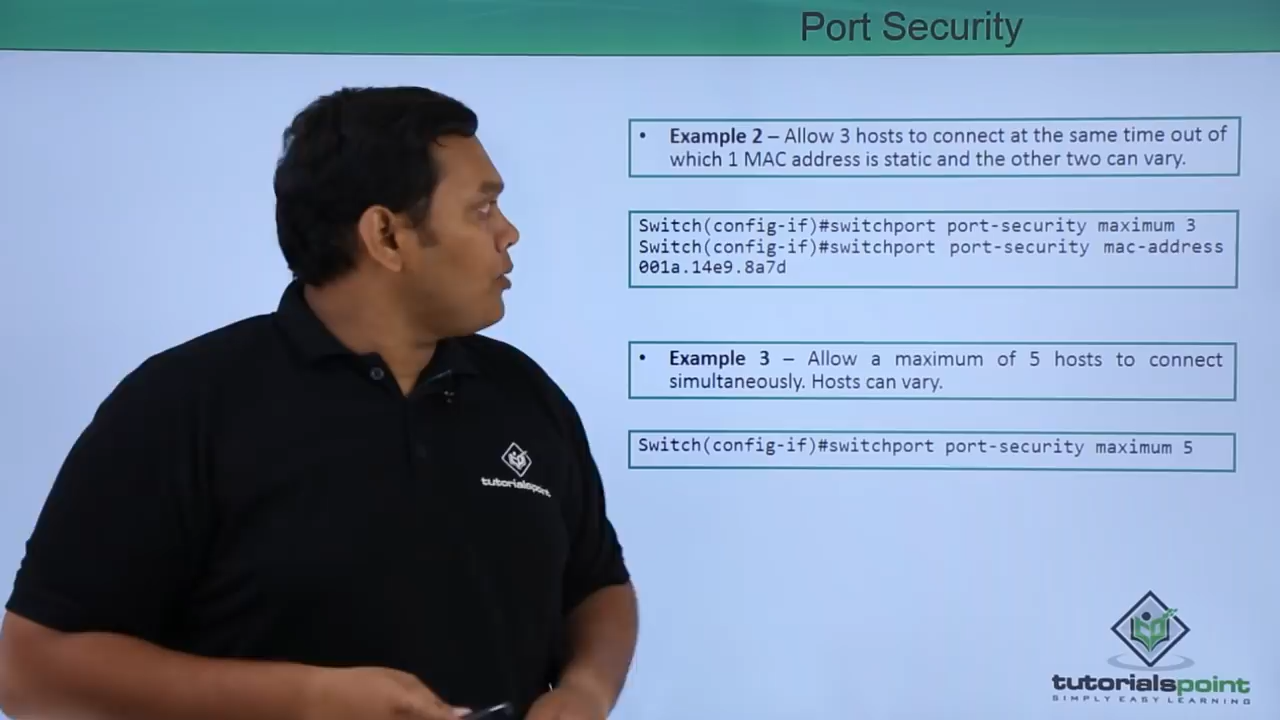 Port Security
• Example 2 – Allow 3 hosts to connect at the same time out of
which 1 MAC address is static and the other two can vary.
Switch(config-if)#switchport port-security maximum 3
Switch(config-if)#switchport port-security mac-address
001a.14e9.8a7d
• Example 3 – Allow a maximum of 5 hosts to connect
simultaneously. Hosts can vary.
Switch(config-if)#switchport port-security maximum 5
tutorialspoint
tutorialspoint
SIMPLY EASY LEARNING